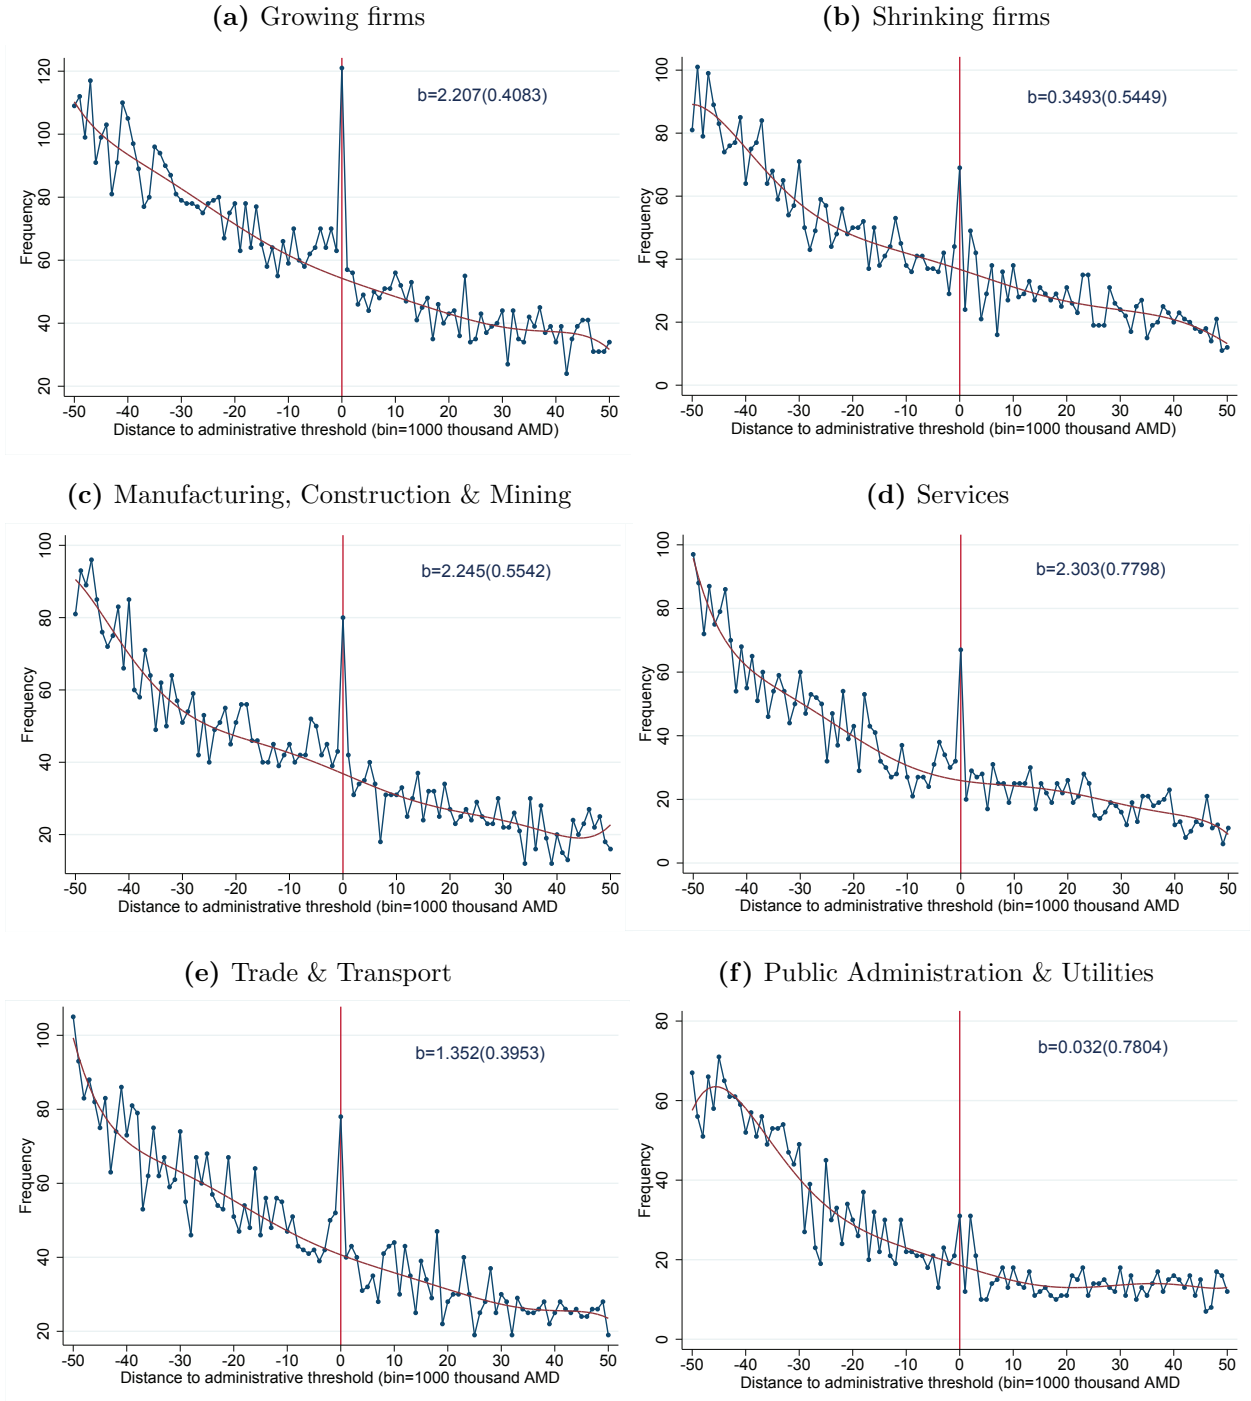 (a) Growing firms
b=2.207(0.4083)
Frequency
120
100
80
60
40
20
-50 -40 -30 -20 -10 0 10 20 30 40 50
Distance to administrative threshold (bin=1000 thousand AMD)
(b) Shrinking firms
b=0.3493(0.5449)
Frequency
100
80
60
40
20
0
-50 -40 -30 -20 -10 0 10 20 30 40 50
Distance to administrative threshold (bin=1000 thousand AMD)
(c) Manufacturing, Construction & Mining
b=2.245(0.5542)
Frequency
100
80
60
40
20
-50 -40 -30 -20 -10 0 10 20 30 40 50
Distance to administrative threshold (bin=1000 thousand AMD
(d) Services
b=2.303(0.7798)
Frequency
100
80
60
40
20
0
-50 -40 -30 -20 -10 0 10 20 30 40 50
Distance to administrative threshold (bin=1000 thousand AMD
(e) Trade & Transport
b=1.352(0.3953)
Frequency
100
80
60
40
20
-50 -40 -30 -20 -10 0 10 20 30 40 50
Distance to administrative threshold (bin=1000 thousand AMD
(f) Public Administration & Utilities
b=0.032(0.7804)
Frequency
80
60
40
20
0
-50 -40 -30 -20 -10 0 10 20 30 40 50
Distance to administrative threshold (bin=1000 thousand AMD